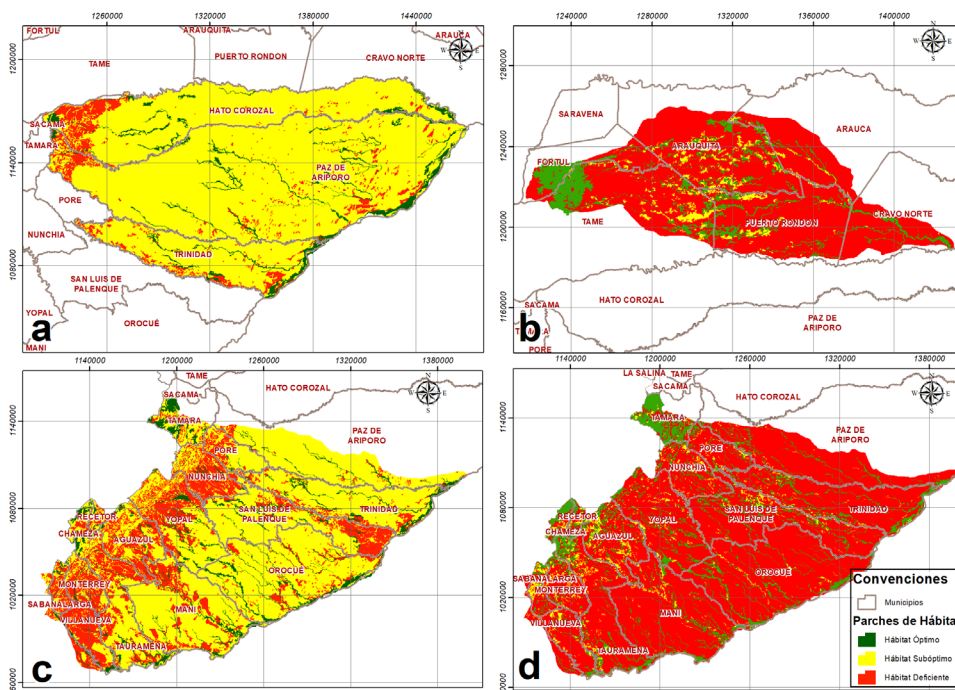 1260000 1320000 1380000 1440000
FORTUL
ARAUQUITA
ARAUCA
TAME
PUERTO RONDON
CRAVO NORTE
N
W E
S
1200000
HATO COROZAL
SACAMA
TAMARA
1140000
PAZ DE
ARIPORO
PORE
NUNCHIA
TRINIDAD
1080000
SAN LUIS DE
PALENQUE
YOPAL
OROCUÉ
MANI
a
1240000 1280000 1320000 1360000 1400000
1280000
N
W E
S
SARAVENA
ARAUCA
1240000
ARAUQUITA
FORTUL
TAME
CRAVO NORTE
PUERTO RONDON
1200000
HATO COROZAL
1160000
SACAMA
PAZ DE
ARIPORO
PORE
b
1140000 1200000 1260000 1320000 1380000
TAME
HATO COROZAL
N
W E
S
SACAMA
1140000
TAMARA
PAZ DE
ARIPORO
PORE
NUNCHIA
1080000
SAN LUIS DE
PALENQUE
TRINIDAD
RECETOR
YOPAL
CHAMEZA
AGUAZUL
OROCUÉ
MONTERREY
1020000
SABANALARGA
MANI
VILLANUEVA
TAURAMENA
c
1140000 1200000 1260000 1320000 1380000
LA SALINA TAME
SACAMA
HATO COROZAL
N
W E
S
1140000
TAMARA
PAZ DE
ARIPORO
PORE
NUNCHIA
1080000
SAN LUIS DE
PALENQUE
TRINIDAD
RECETOR
YOPAL
CHAMEZA
AGUAZUL
OROCUÉ
SABANALARGA
MONTERREY
1020000
MANI
VILLANUEVA
TAURAMENA
d
Convenciones
Municipios
Parches de Hábita
Hábitat Óptimo
Hábitat Subóptimo
Hábitat Deficiente